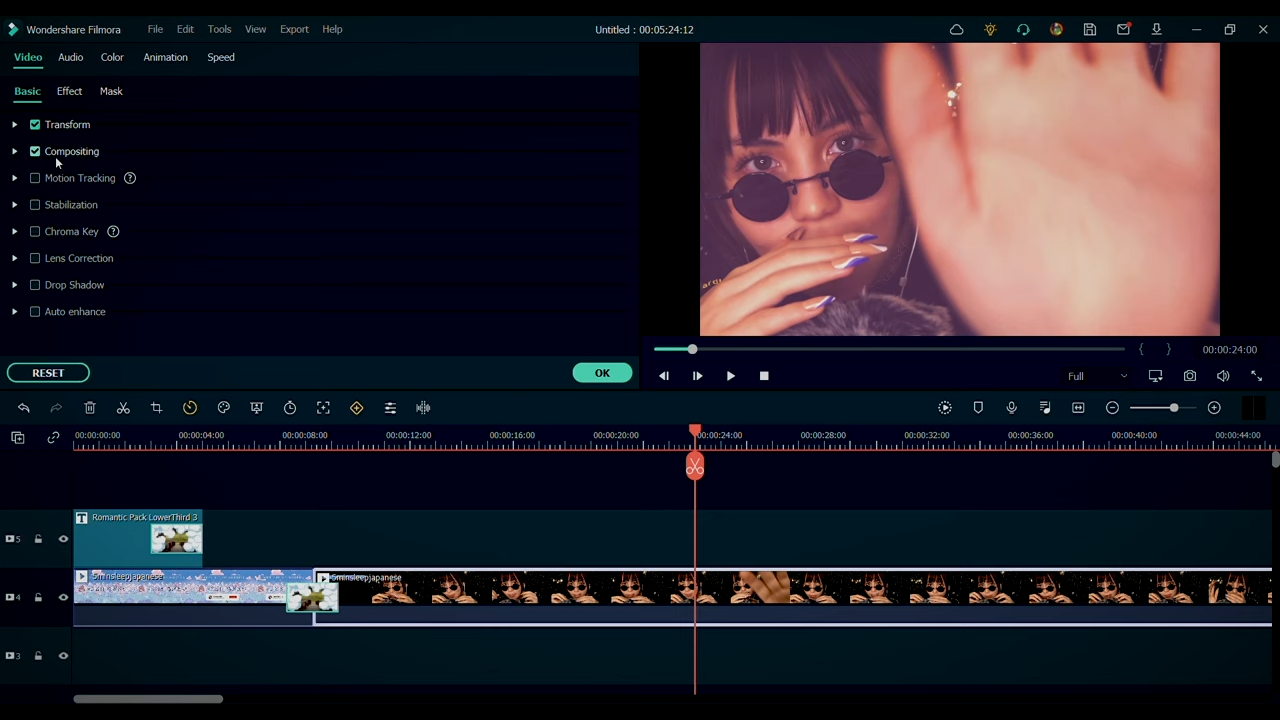 Wondershare Filmora
File
Edit
Tools
View
Export
Help
Untitled : 00:05:24:12
Video
Audio
Color
Animation
Speed
Basic
Effect
Mask
Transform
Compositing
Motion Tracking ?
Stabilization
Chroma Key ?
Lens Correction
Drop Shadow
Auto enhance
RESET
OK
{ }
00:00:24:00
Full
00:00:00:00
00:00:04:00
00:00:08:00
00:00:12:00
00:00:16:00
00:00:20:00
00:00:24:00
00:00:28:00
00:00:32:00
00:00:36:00
00:00:40:00
00:00:44:00
5
T Romantic Pack LowerThird 3
4
5minsleepjapanese
5minsleepjapanese
3